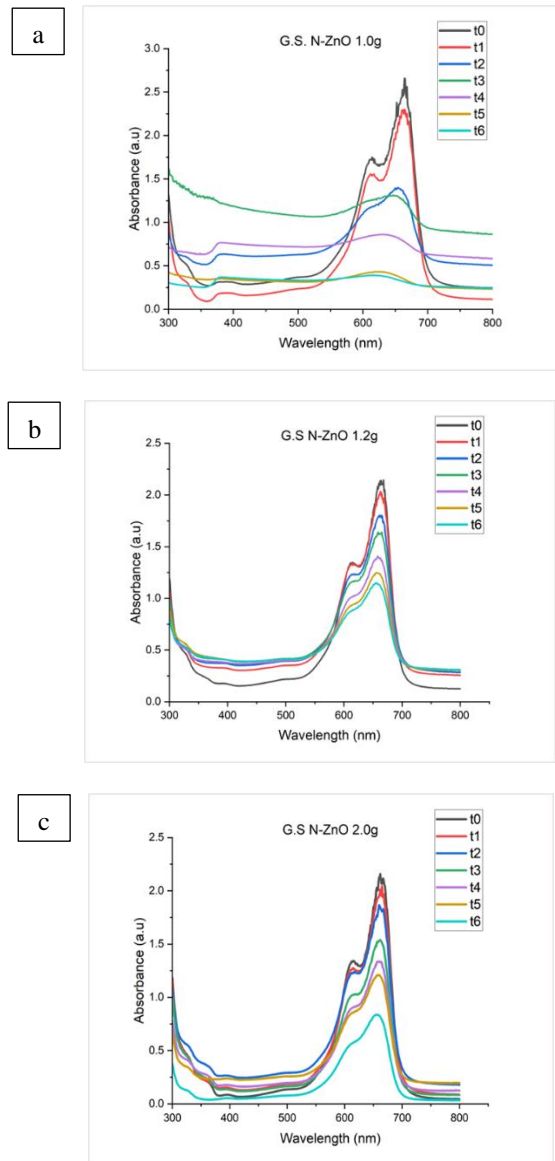 a
G.S. N-ZnO 1.0g
t0
t1
t2
t3
t4
t5
t6
3.0
2.5
2.0
1.5
1.0
0.5
0.0
Absorbance (a.u)
300 400 500 600 700 800
Wavelength (nm)
b
G.S N-ZnO 1.2g
t0
t1
t2
t3
t4
t5
t6
2.5
2.0
1.5
1.0
0.5
0.0
Absorbance (a.u)
300 400 500 600 700 800
Wavelength (nm)
c
G.S N-ZnO 2.0g
t0
t1
t2
t3
t4
t5
t6
2.5
2.0
1.5
1.0
0.5
0.0
Absorbance (a.u)
300 400 500 600 700 800
Wavelength (nm)